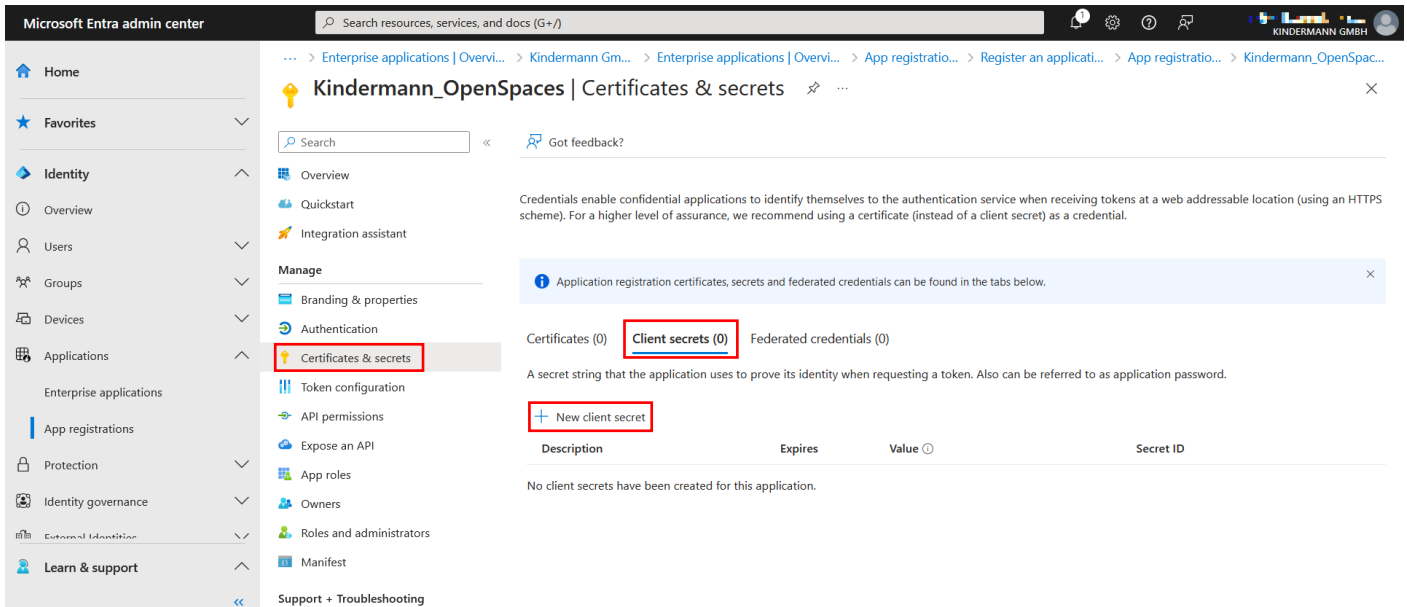 Microsoft Entra admin center
Search resources, services, and docs (G+/)
1
KINDERMANN GMBH
Home
Favorites
Identity
Overview
Users
Groups
Devices
Applications
Enterprise applications
App registrations
Protection
Identity governance
External Identities
Learn & support
«
··· > Enterprise applications | Overvi... > Kindermann Gm... > Enterprise applications | Overvi... > App registratio... > Register an applicati... > App registratio... > Kindermann_OpenSpac...
Kindermann_OpenSpaces | Certificates & secrets ···
Search «
Overview
Quickstart
Integration assistant
Manage
Branding & properties
Authentication
Certificates & secrets
Token configuration
API permissions
Expose an API
App roles
Owners
Roles and administrators
Manifest
Support + Troubleshooting
Got feedback?
Credentials enable confidential applications to identify themselves to the authentication service when receiving tokens at a web addressable location (using an HTTPS
scheme). For a higher level of assurance, we recommend using a certificate (instead of a client secret) as a credential.
Application registration certificates, secrets and federated credentials can be found in the tabs below.
Certificates (0) Client secrets (0) Federated credentials (0)
A secret string that the application uses to prove its identity when requesting a token. Also can be referred to as application password.
+ New client secret
Description Expires Value Secret ID
No client secrets have been created for this application.